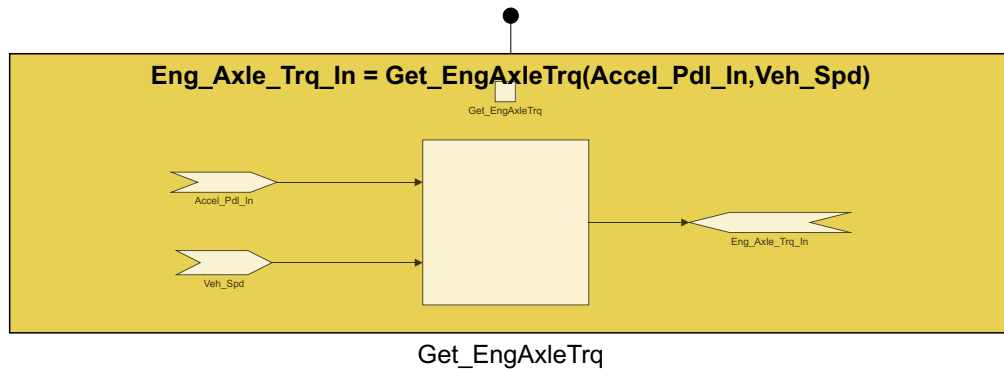 Eng_Axle_Trq_In = Get_EngAxleTrq(Accel_Pdl_In,Veh_Spd)
Get_EngAxleTrq
Accel_Pdl_In
Eng_Axle_Trq_In
Veh_Spd
Get_EngAxleTrq